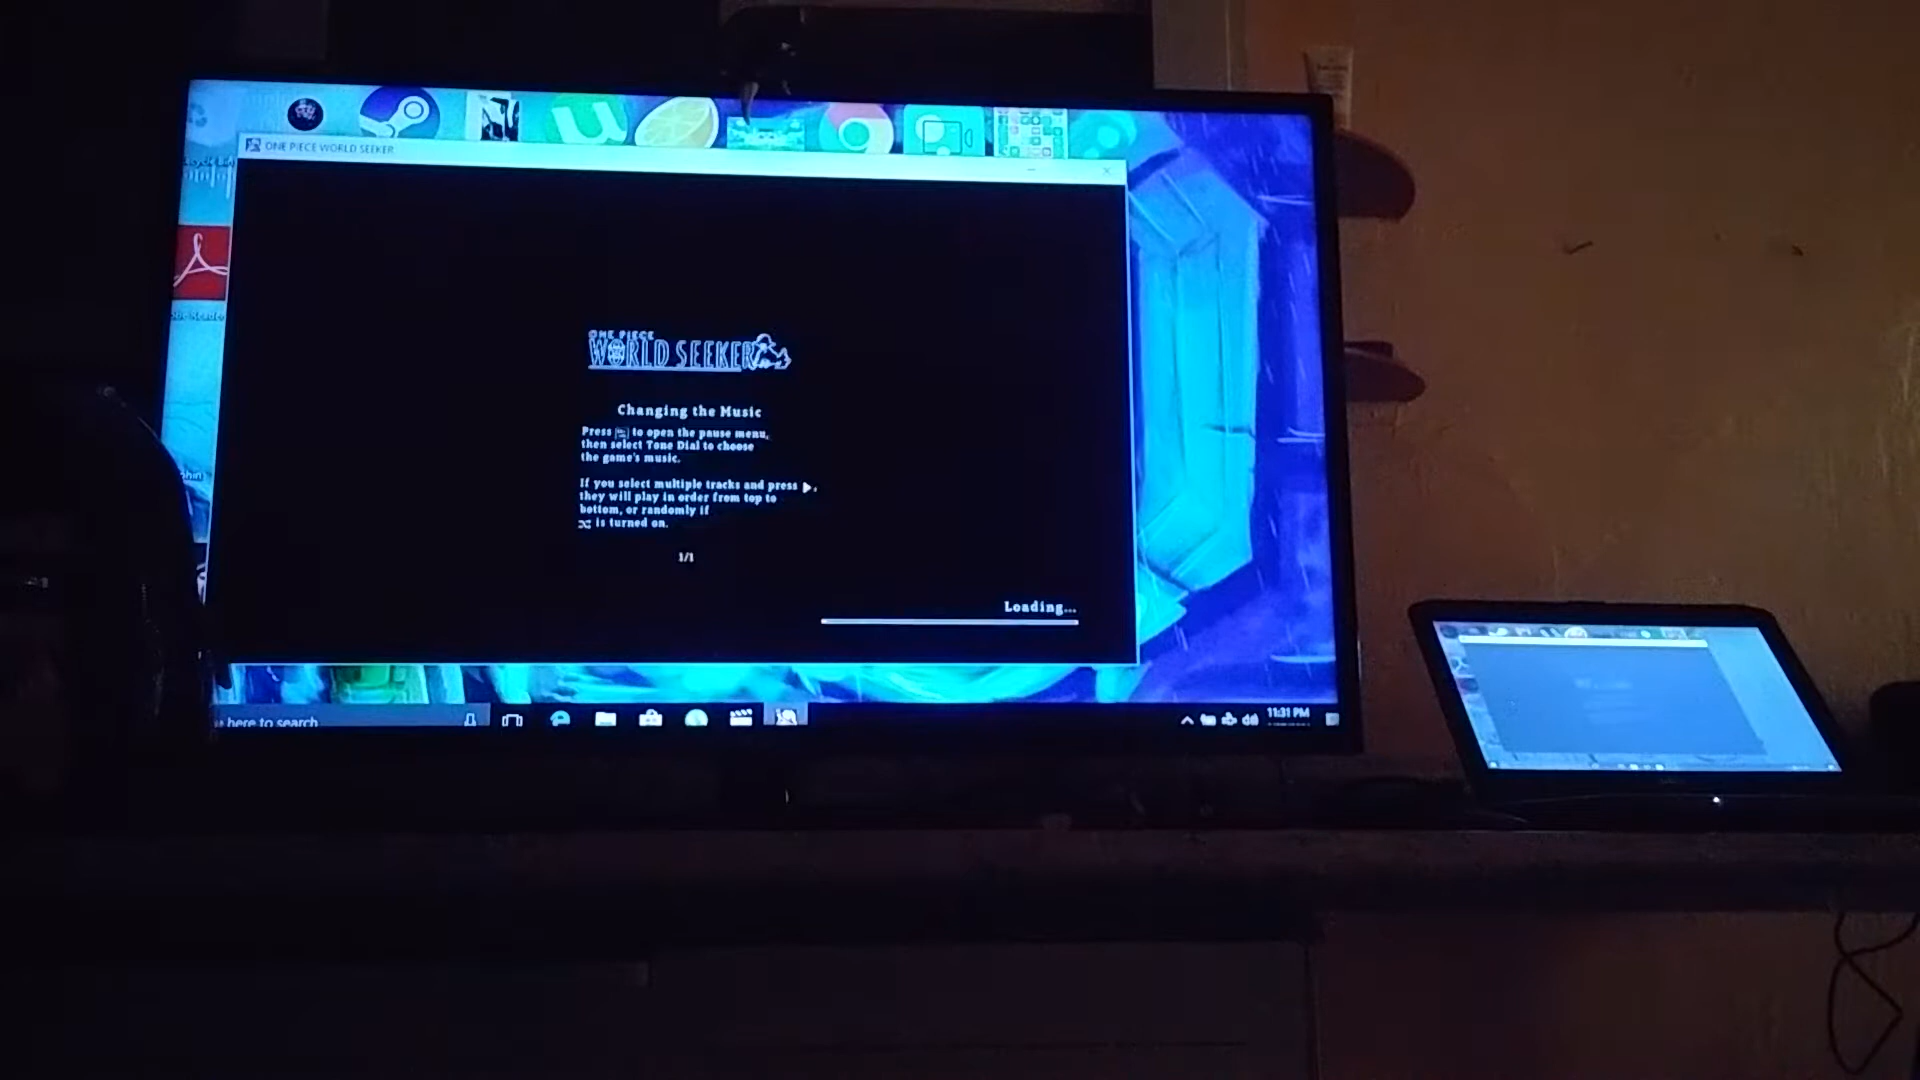 ONE PIECE WORLD SEEKER
ONE PIECE
WORLD SEEKER
Changing the Music
Press to open the pause menu,
then select Tone Dial to choose
the game's music.
If you select multiple tracks and press ▶,
they will play in order from top to
bottom, or randomly if
is turned on.
1/1
Loading...
here to search
11:31 PM